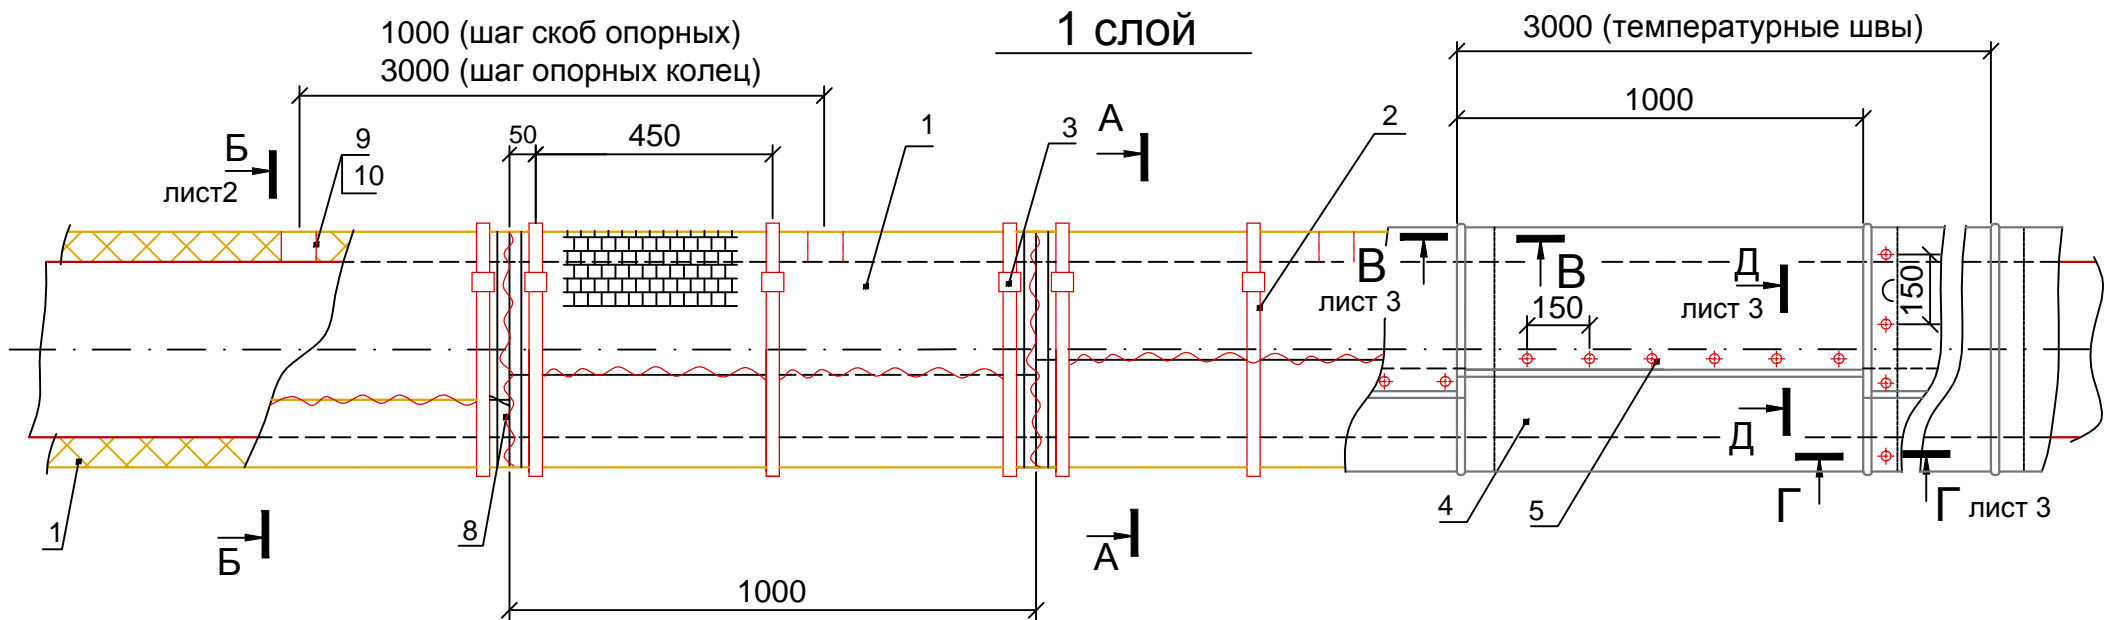 1 слой
1000 (шаг скоб опорных)
3000 (шаг опорных колец)
3000 (температурные швы)
1000
Б
лист2
9
10
50
450
1
3
А
2
В
лист 3
В
150
Д
лист 3
150
1
Б
8
1000
А
4
5
Д
Г
Г лист 3